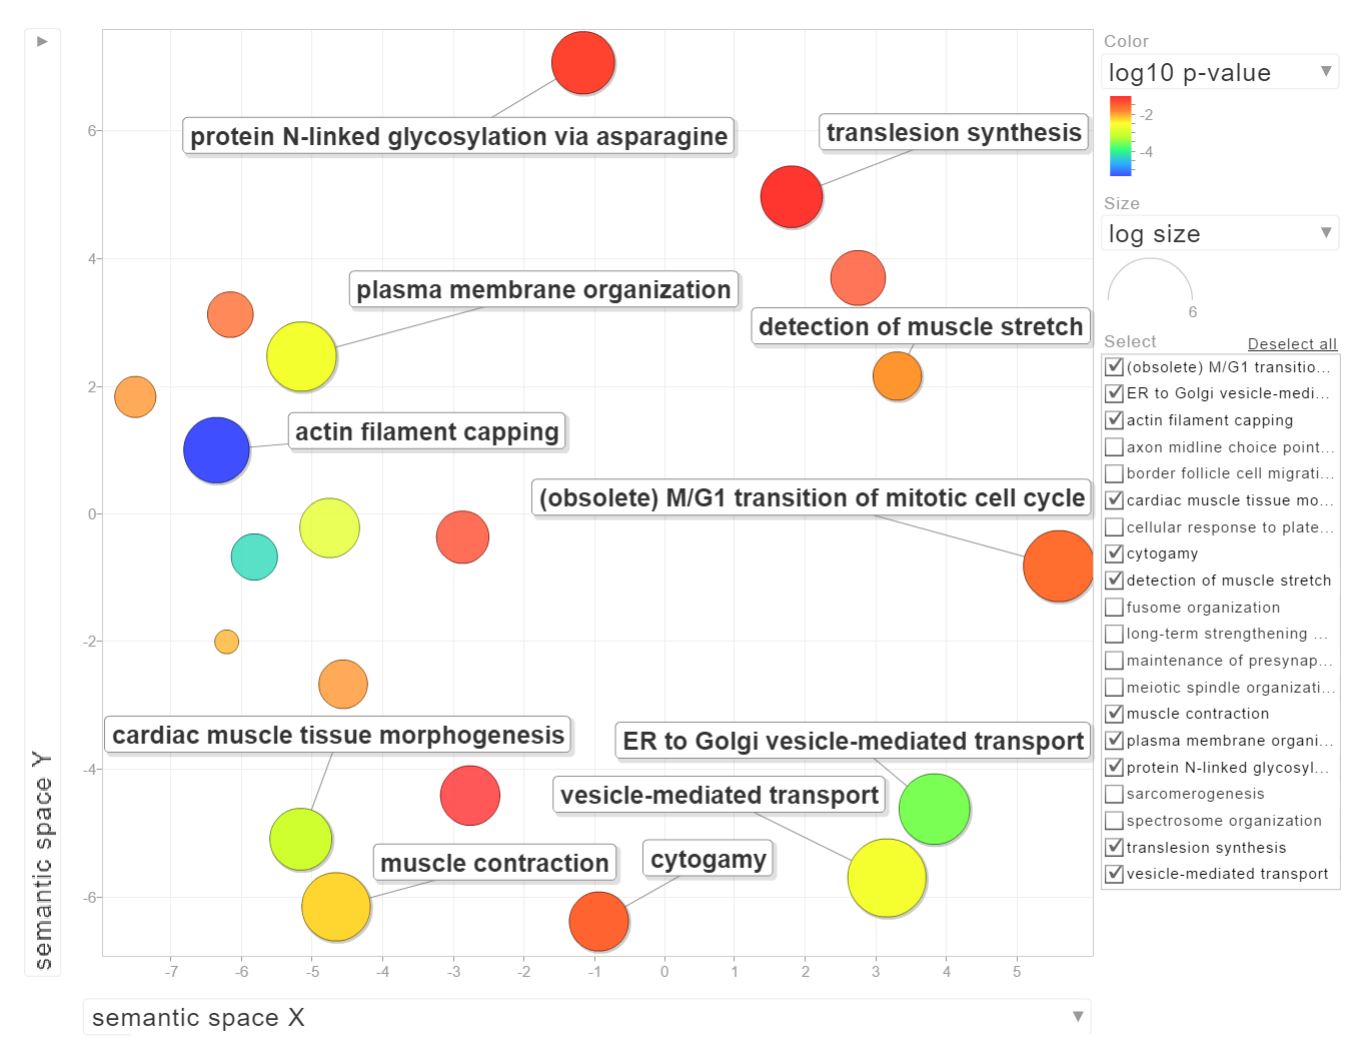 ▶
semantic space Y
6
4
2
0
-2
-4
-6
protein N-linked glycosylation via asparagine
translesion synthesis
plasma membrane organization
detection of muscle stretch
actin filament capping
(obsolete) M/G1 transition of mitotic cell cycle
cardiac muscle tissue morphogenesis
ER to Golgi vesicle-mediated transport
vesicle-mediated transport
muscle contraction
cytogamy
-7 -6 -5 -4 -3 -2 -1 0 1 2 3 4 5
semantic space X ▼
Color
log10 p-value ▼
-2
-4
Size
log size ▼
6
Select Deselect all
(obsolete) M/G1 transitio...
ER to Golgi vesicle-medi...
actin filament capping
axon midline choice point...
border follicle cell migrati...
cardiac muscle tissue mo...
cellular response to plate...
cytogamy
detection of muscle stretch
fusome organization
long-term strengthening ...
maintenance of presynap...
meiotic spindle organizati...
muscle contraction
plasma membrane organi...
protein N-linked glycosyl...
sarcomerogenesis
spectrosome organization
translesion synthesis
vesicle-mediated transport